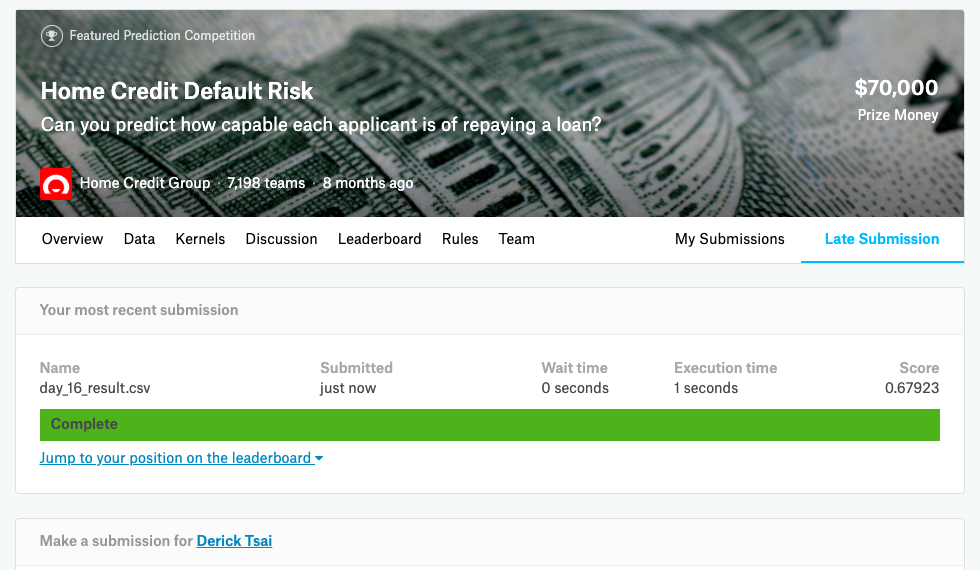 Featured Prediction Competition
Home Credit Default Risk
$70,000
Can you predict how capable each applicant is of repaying a loan?
Prize Money
Home Credit Group · 7,198 teams · 8 months ago
Overview Data Kernels Discussion Leaderboard Rules Team My Submissions Late Submission
Your most recent submission
Name Submitted Wait time Execution time Score
day_16_result.csv just now 0 seconds 1 seconds 0.67923
Complete
Jump to your position on the leaderboard
Make a submission for Derick Tsai